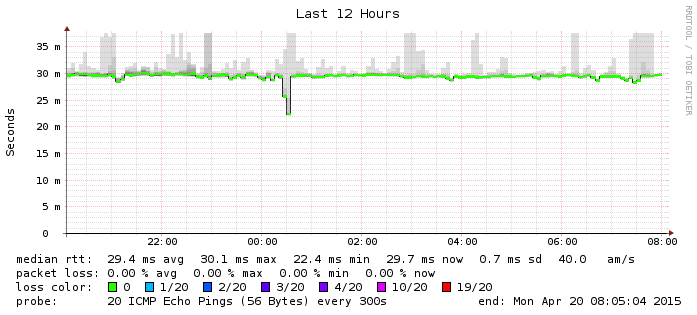 Last 12 Hours
RRDTOOL / TOBI OETIKER
Seconds
35 m
30 m
25 m
20 m
15 m
10 m
5 m
0
22:00 00:00 02:00 04:00 06:00 08:00
median rtt: 29.4 ms avg 30.1 ms max 22.4 ms min 29.7 ms now 0.7 ms sd 40.0 am/s
packet loss: 0.00 % avg 0.00 % max 0.00 % min 0.00 % now
loss color: 0 1/20 2/20 3/20 4/20 10/20 19/20
probe: 20 ICMP Echo Pings (56 Bytes) every 300s end: Mon Apr 20 08:05:04 2015